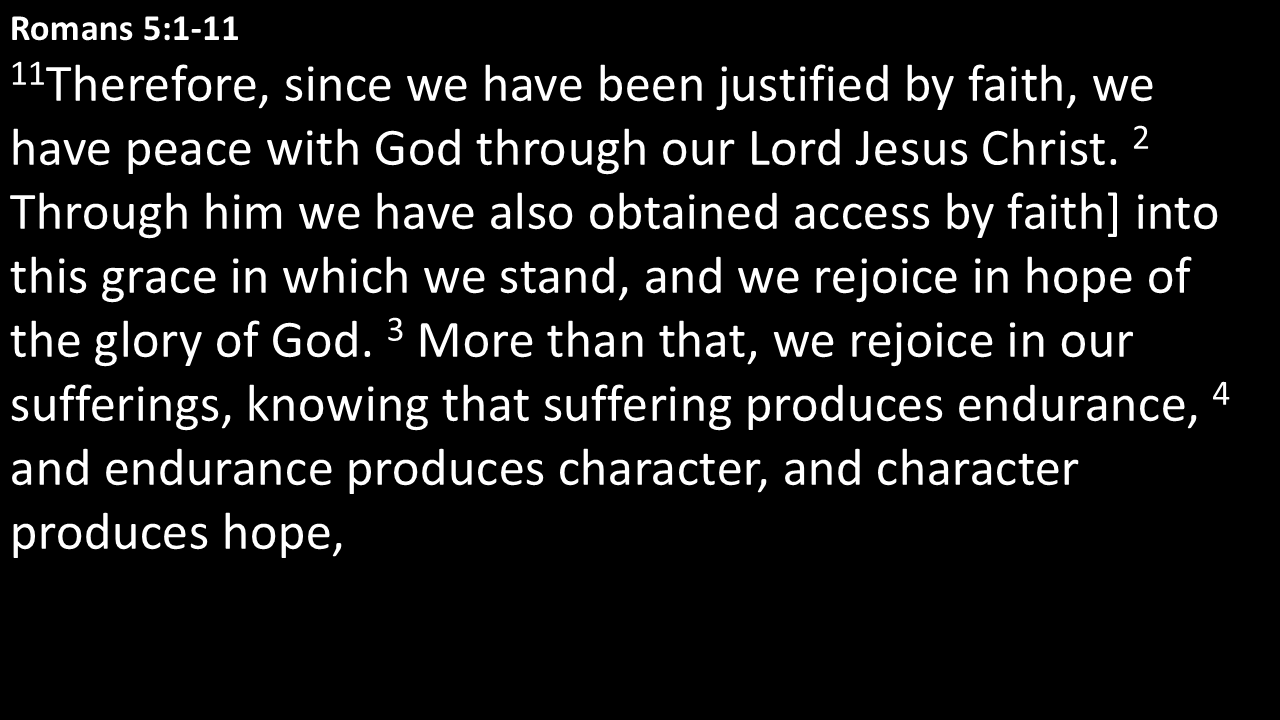 Romans 5:1-11
11Therefore, since we have been justified by faith, we
have peace with God through our Lord Jesus Christ. 2
Through him we have also obtained access by faith] into
this grace in which we stand, and we rejoice in hope of
the glory of God. 3 More than that, we rejoice in our
sufferings, knowing that suffering produces endurance, 4
and endurance produces character, and character
produces hope,